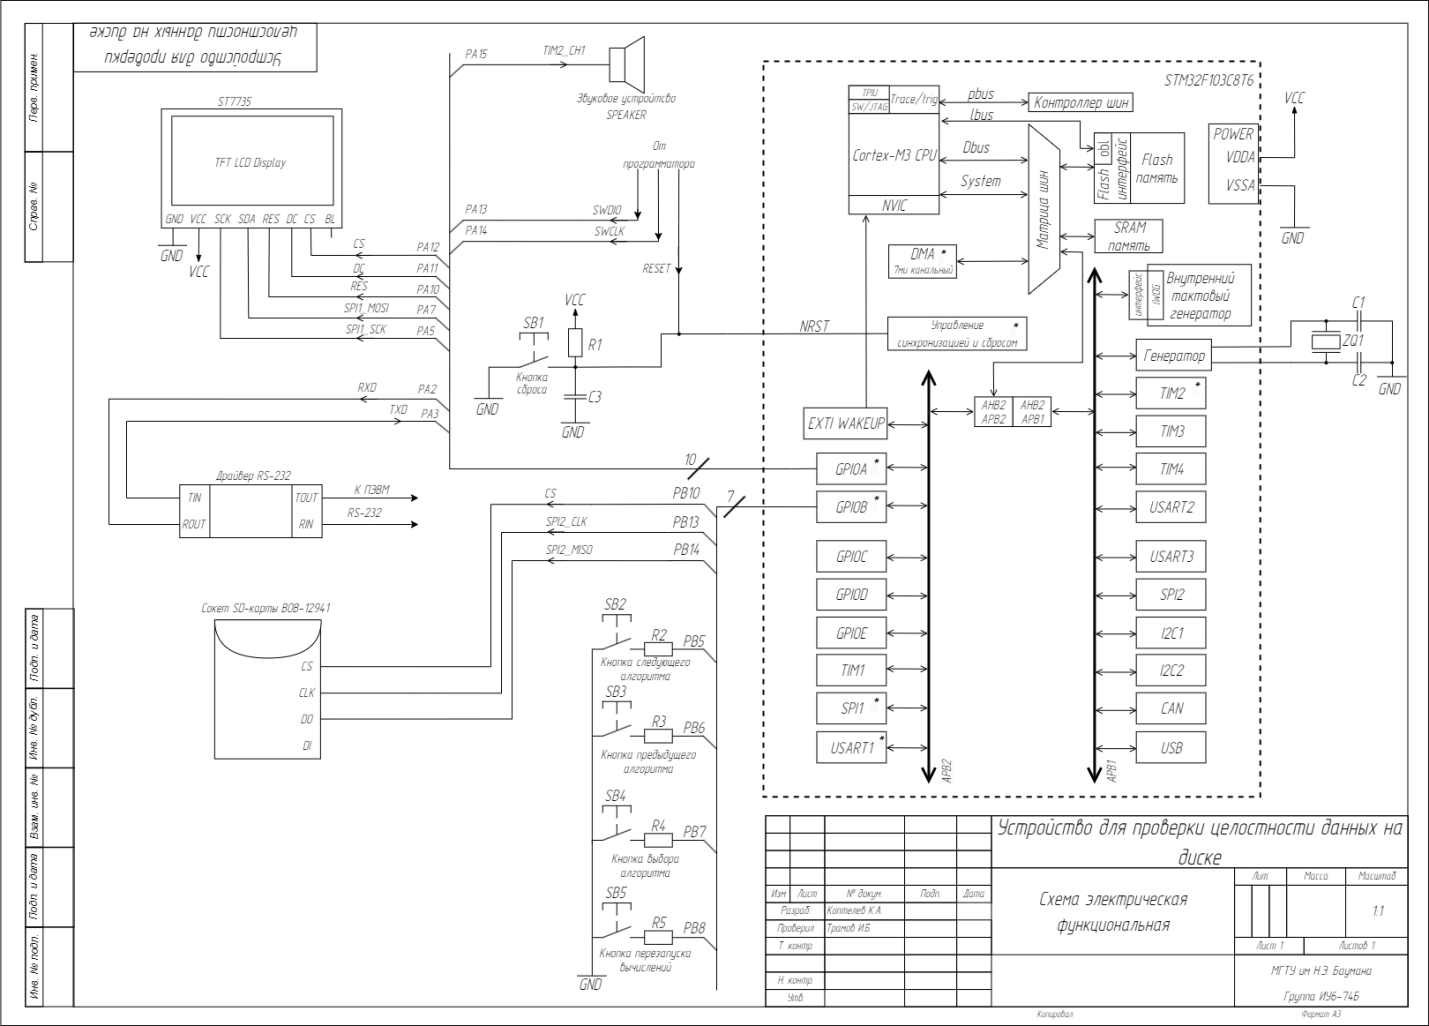 Устройство для проверки
целостности данных на диске
Перв. примен.
Справ. №
Подп. и дата
Инв. № дубл.
Взам. инв. №
Подп. и дата
Инв. № подл.
ST7735
TFT LCD Display
GND VCC SCK SDA RES DC CS BL
GND
VCC
CS PA12
DC PA11
RES PA10
SPI1_MOSI PA7
SPI1_SCK PA5
RXD PA2
TXD PA3
PA15 TIM2_CH1
Звуковое устройтсво
SPEAKER
От
программатора
PA13 SWDIO
PA14 SWCLK
RESET
VCC
SB1
R1
Кнопка
сброса
C3
GND
GND
NRST
Драйвер RS-232
TIN TOUT
ROUT RIN
К ПЭВМ
RS-232
10
7
CS PB10
SPI2_CLK PB13
SPI2_MISO PB14
Сокет SD-карты BOB-12941
CS
CLK
DO
DI
SB2
R2 PB5
Кнопка следующего
алгоритма
SB3
R3 PB6
Кнопка предыдущего
алгоритма
SB4
R4 PB7
Кнопка выбора
алгоритма
SB5
R5 PB8
Кнопка перезапуска
вычислений
GND
STM32F103C8T6
TPIU
SW/JTAG
Trace/trig
Cortex-M3 CPU
NVIC
pbus
Ibus
Dbus
System
Контроллер шин
Матрица шин
Flash obl.
интерфейс
Flash
память
SRAM
память
DMA *
7ми канальный
POWER
VDDA
VSSA
VCC
GND
интерфейс
IWDG
Внутренний
тактовый
генератор
Управление *
синхронизацией и сбросом
Генератор
C1
ZQ1
C2
GND
AHB2
APB2
AHB2
APB1
EXTI WAKEUP
GPIOA *
GPIOB *
GPIOC
GPIOD
GPIOE
TIM1
SPI1 *
USART1 *
APB2
TIM2 *
TIM3
TIM4
USART2
USART3
SPI2
I2C1
I2C2
CAN
USB
APB1
Устройство для проверки целостности данных на
диске
Схема электрическая
функциональная
Изм Лист № докум. Подп. Дата
Разраб Коптелев К.А.
Проверил Трамов И.Б.
Т. контр.
Н. контр.
Утв.
Лит. Масса Масштаб
1:1
Лист 1 Листов 1
МГТУ им Н.Э. Баумана
Группа ИУ6-74Б
Копировал Формат А3